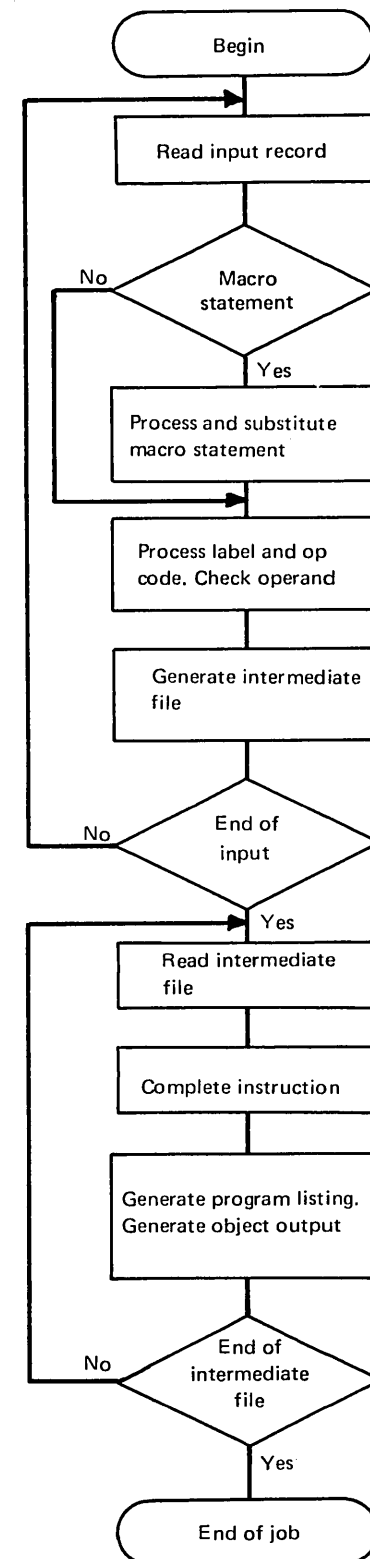 Begin
Read input record
No
Macro
statement
Yes
Process and substitute
macro statement
Process label and op
code. Check operand
Generate intermediate
file
No
End of
input
Yes
Read intermediate
file
Complete instruction
Generate program listing.
Generate object output
No
End of
intermediate
file
Yes
End of job